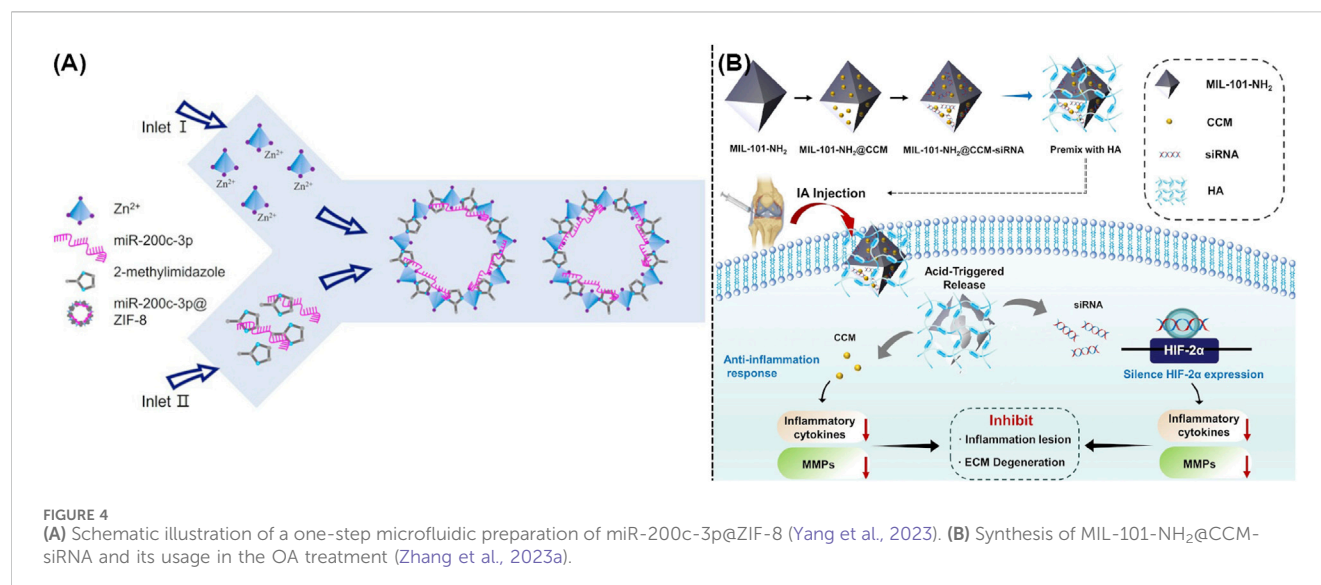 (A)
Inlet I
Zn²⁺
Zn²⁺
Zn²⁺
Zn²⁺
Zn²⁺
miR-200c-3p
2-methylimidazole
miR-200c-3p@
ZIF-8
Inlet II
(B)
MIL-101-NH₂
MIL-101-NH₂@CCM
MIL-101-NH₂@CCM-siRNA
Premix with HA
MIL-101-NH₂
CCM
siRNA
HA
IA Injection
Acid-Triggered
Release
siRNA
CCM
HIF-2α
Anti-inflammation
response
Silence HIF-2α expression
Inflammatory
cytokines
MMPs
Inhibit
· Inflammation lesion
· ECM Degeneration
Inflammatory
cytokines
MMPs
FIGURE 4
(A) Schematic illustration of a one-step microfluidic preparation of miR-200c-3p@ZIF-8 (Yang et al., 2023). (B) Synthesis of MIL-101-NH₂@CCM-
siRNA and its usage in the OA treatment (Zhang et al., 2023a).